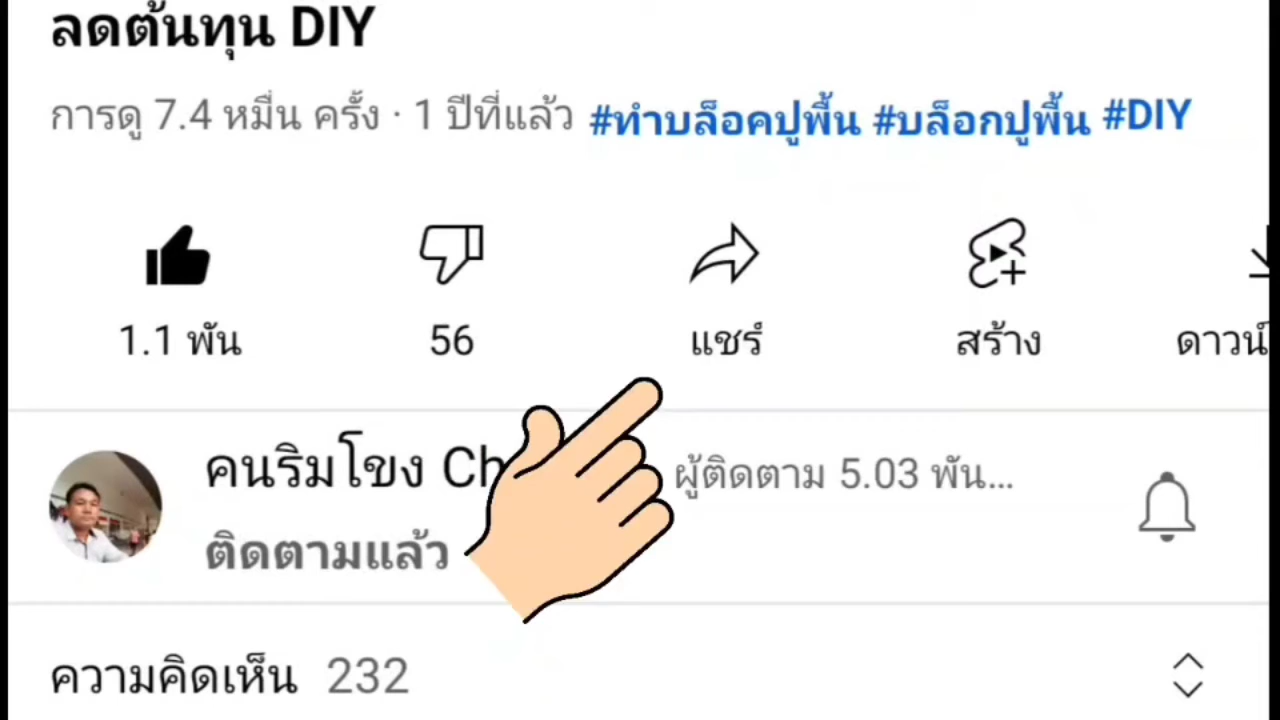 ลดต้นทุน DIY
การดู 7.4 หมื่น ครั้ง · 1 ปีที่แล้ว #ทำบล็อคปูพื้น #บล็อกปูพื้น #DIY
1.1 พัน 56 แชร์ สร้าง ดาวน์
คนริมโขง Ch ผู้ติดตาม 5.03 พัน...
ติดตามแล้ว
ความคิดเห็น 232